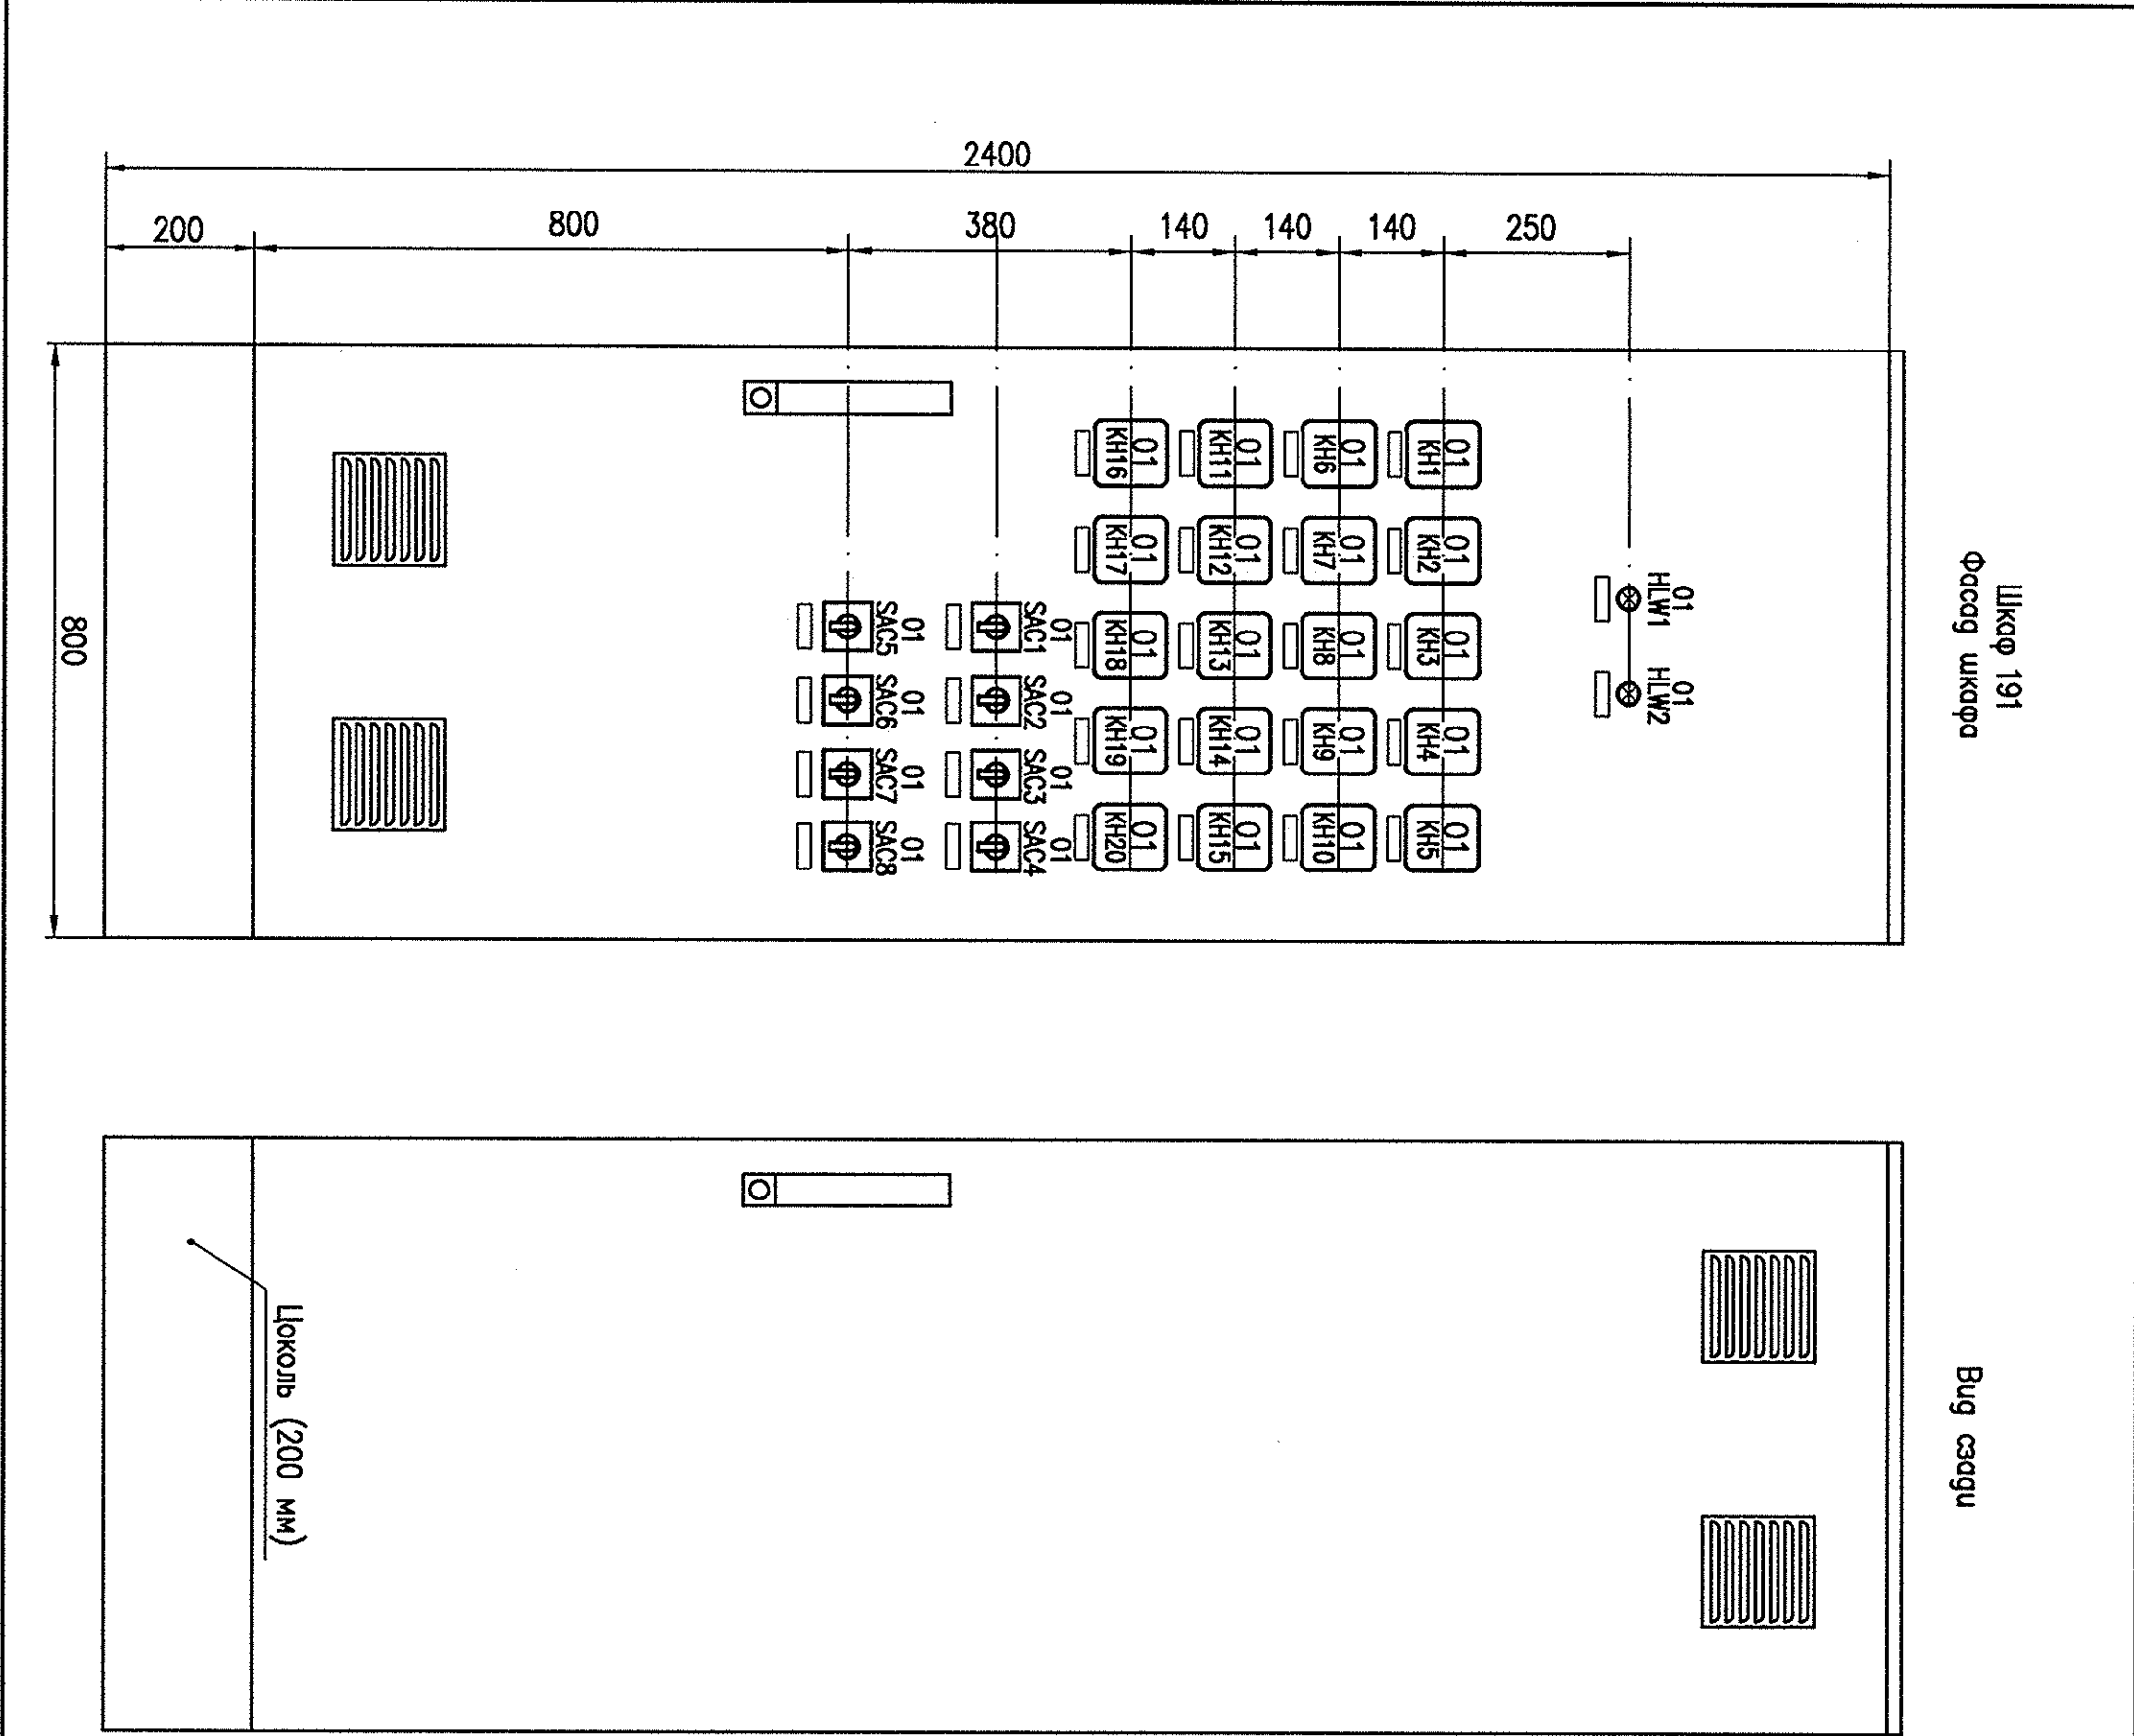 Шкаф 191
Фасад шкафа
2400
200
800
380
140
140
140
250
800
01
HLW1
01
HLW2
01
KH1
01
KH2
01
KH3
01
KH4
01
KH5
01
KH6
01
KH7
01
KH8
01
KH9
01
KH10
01
KH11
01
KH12
01
KH13
01
KH14
01
KH15
01
KH16
01
KH17
01
KH18
01
KH19
01
KH20
01
SAC1
01
SAC2
01
SAC3
01
SAC4
01
SAC5
01
SAC6
01
SAC7
01
SAC8
Вид сзади
Цоколь (200 мм)